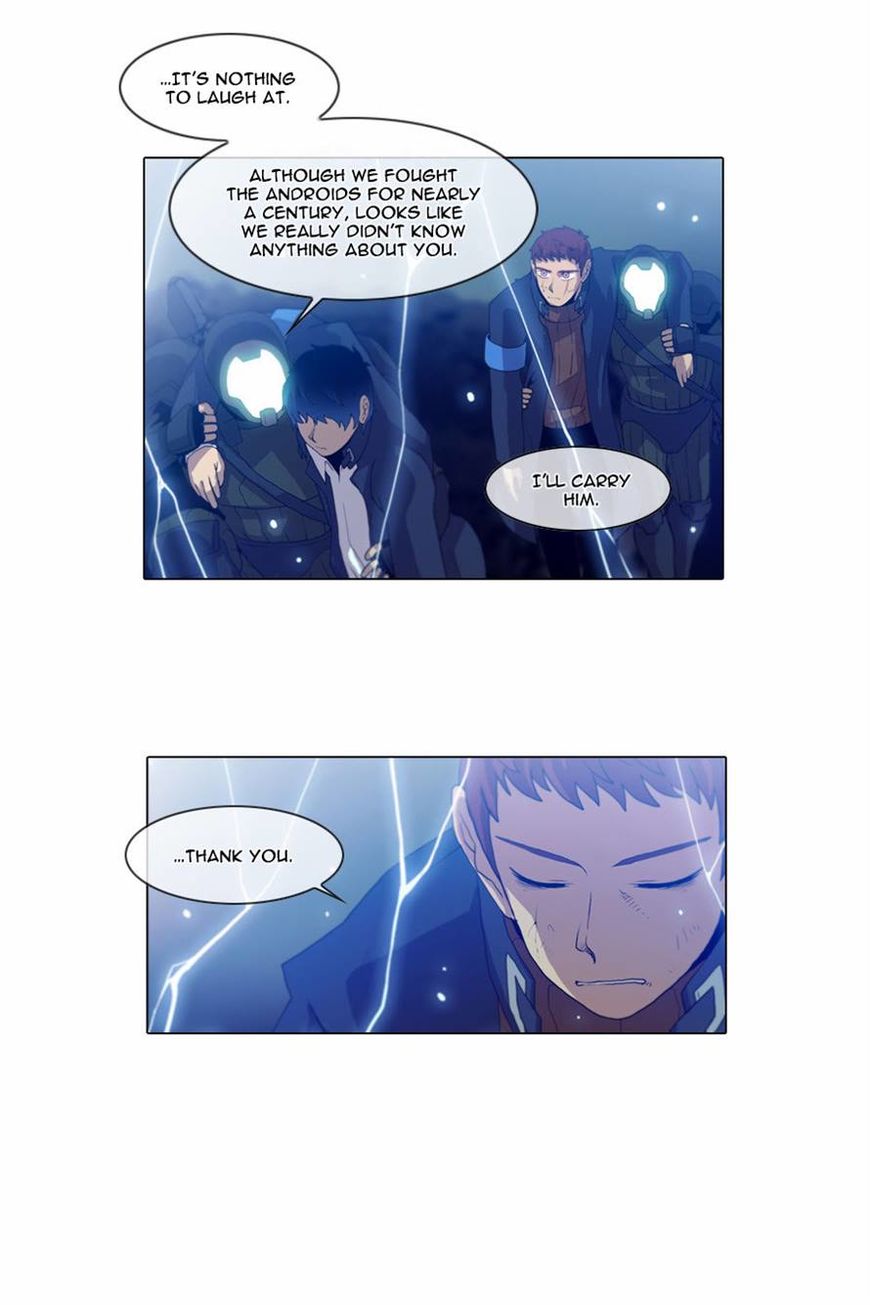 ...IT'S NOTHING
TO LAUGH AT.
ALTHOUGH WE FOUGHT
THE ANDROIDS FOR NEARLY
A CENTURY, LOOKS LIKE
WE REALLY DIDN'T KNOW
ANYTHING ABOUT YOU.
I'LL CARRY
HIM.
...THANK YOU.